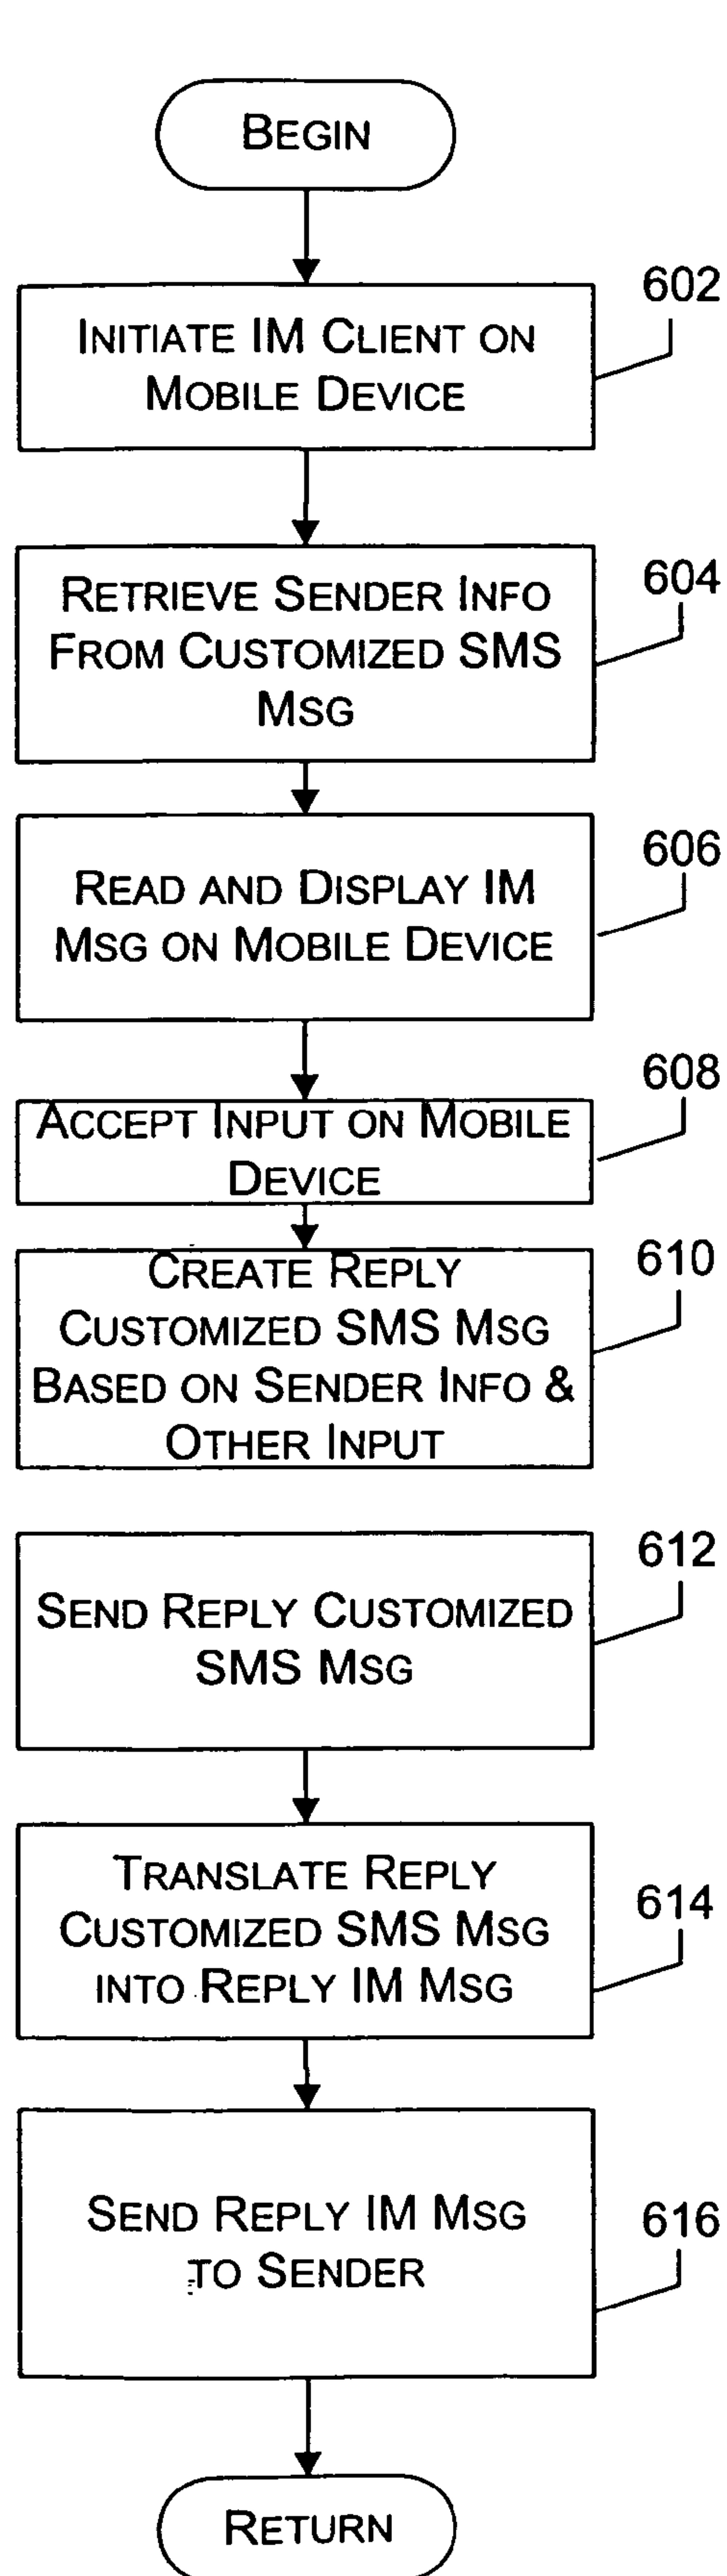 BEGIN
602
INITIATE IM CLIENT ON
MOBILE DEVICE
604
RETRIEVE SENDER INFO
FROM CUSTOMIZED SMS
MSG
606
READ AND DISPLAY IM
MSG ON MOBILE DEVICE
608
ACCEPT INPUT ON MOBILE
DEVICE
610
CREATE REPLY
CUSTOMIZED SMS MSG
BASED ON SENDER INFO &
OTHER INPUT
612
SEND REPLY CUSTOMIZED
SMS MSG
614
TRANSLATE REPLY
CUSTOMIZED SMS MSG
INTO REPLY IM MSG
616
SEND REPLY IM MSG
TO SENDER
RETURN